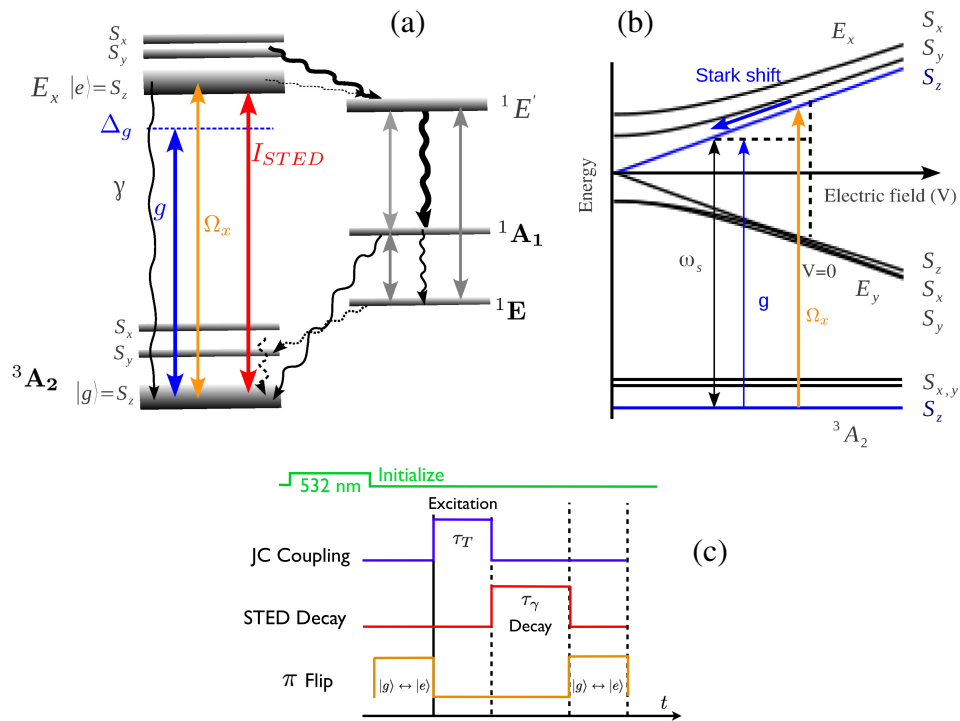 (a)
S_x
S_y
E_x |e⟩=S_z
Δ_g
γ
g
Ω_x
I_STED
¹E′
¹A₁
¹E
S_x
S_y
³A₂ |g⟩=S_z
(b)
E_x
S_x
S_y
S_z
Stark shift
Energy
Electric field (V)
ω_s
g
V=0
Ω_x
E_y
S_z
S_x
S_y
S_x,y
S_z
³A₂
(c)
Initialize
532 nm
Excitation
JC Coupling
τ_T
STED Decay
τ_γ
Decay
π Flip
|g⟩ ↔ |e⟩
|g⟩ ↔ |e⟩
t